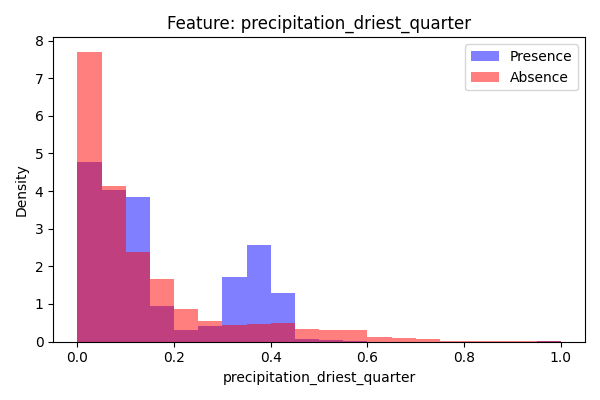 Feature: precipitation_driest_quarter
Presence
Absence
Density
8
7
6
5
4
3
2
1
0
0.0 0.2 0.4 0.6 0.8 1.0
precipitation_driest_quarter